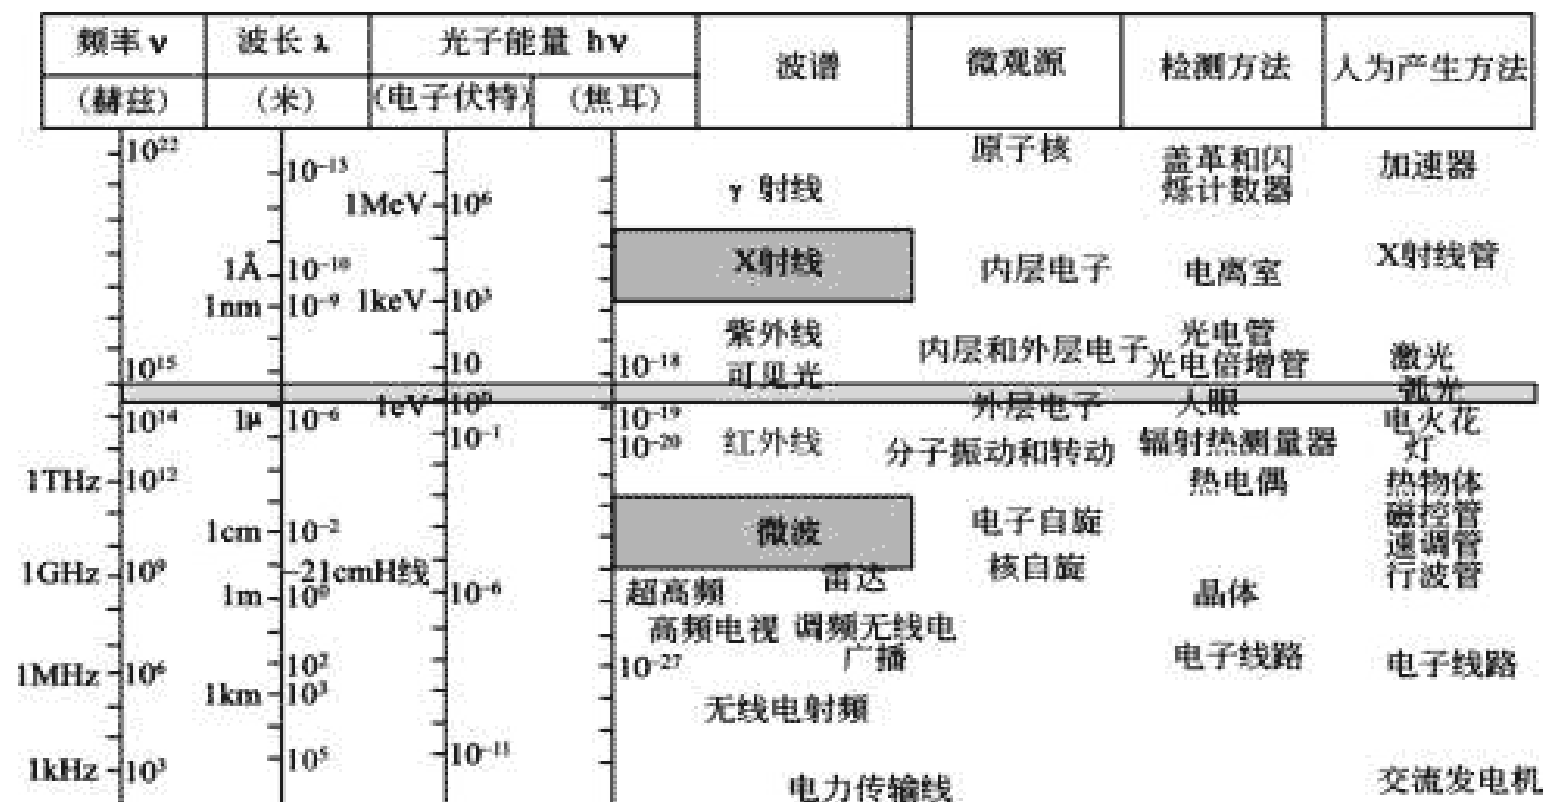 频率 ν 波长 λ 光子能量 hν 波谱 微观源 检测方法 人为产生方法
(赫兹) (米) (电子伏特) (焦耳)
10²² 原子核 盖革和闪 加速器
10⁻¹³ 烁计数器
1MeV 10⁶ γ 射线
X射线 X射线管
1Å 10⁻¹⁰ 内层电子 电离室
1nm 10⁻⁹ 1keV 10³
紫外线 光电管
内层和外层电子 激光
10¹⁵ 10 10⁻¹⁸ 可见光 光电倍增管
弧光
1eV 10⁰ 外层电子 人眼
10¹⁴ 1μ 10⁻⁶ 10⁻¹⁹ 电火花
10⁻¹ 10⁻²⁰ 红外线 分子振动和转动 辐射热测量器 灯
1THz 10¹² 热电偶 热物体
1cm 10⁻² 微波 电子自旋 磁控管
速调管
1GHz 10⁹ 21cmH线 雷达 核自旋 行波管
1m 10⁰ 10⁻⁶ 超高频 晶体
高频电视 调频无线电
1MHz 10⁶ 10² 10⁻²⁷ 广播 电子线路 电子线路
1km 10³ 无线电射频
1kHz 10³ 10⁵ 10⁻¹¹ 电力传输线 交流发电机